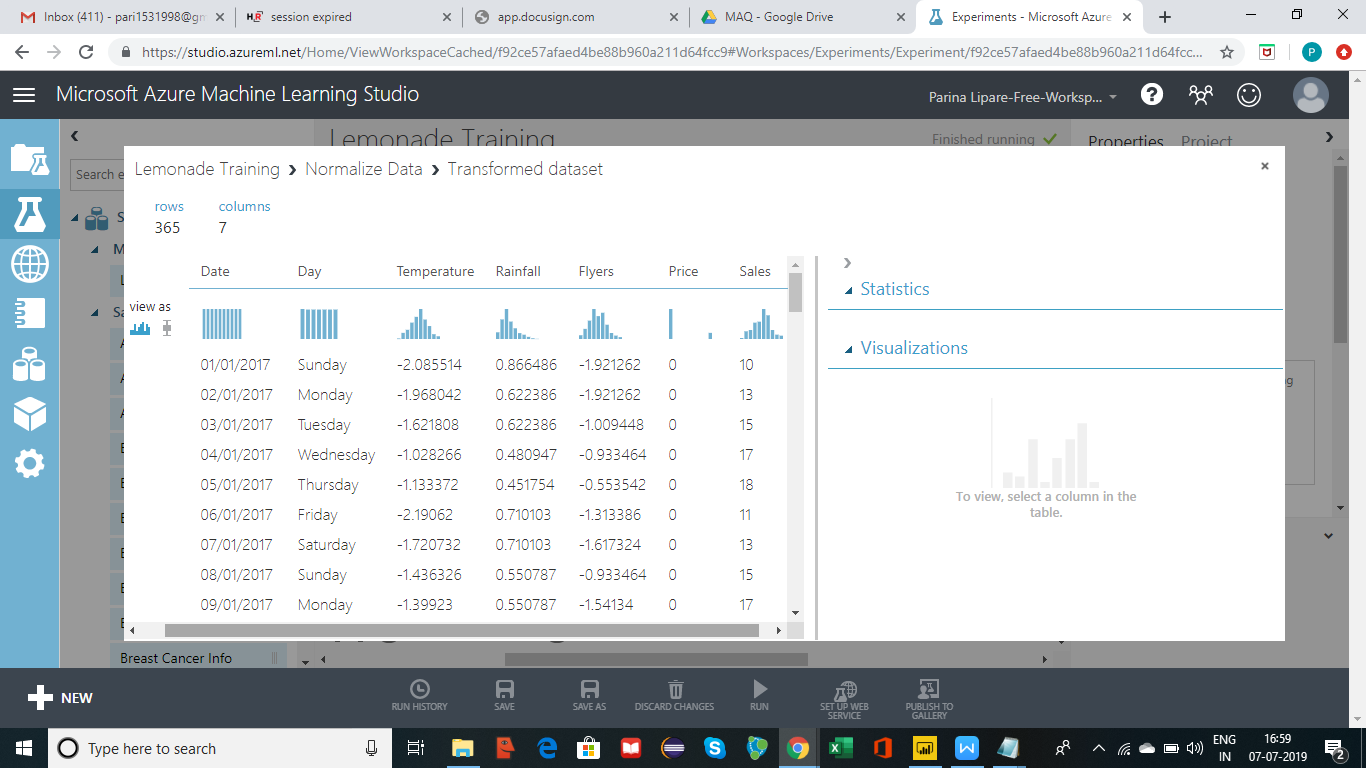 Inbox (411) - pari1531998@gm
session expired
app.docusign.com
MAQ - Google Drive
Experiments - Microsoft Azure
https://studio.azureml.net/Home/ViewWorkspaceCached/f92ce57afaed4be88b960a211d64fcc9#Workspaces/Experiments/Experiment/f92ce57afaed4be88b960a211d64fcc...
P
Microsoft Azure Machine Learning Studio
Parina Lipare-Free-Worksp...
Lemonade Training
Finished running
Properties Project
Search e
Lemonade Training > Normalize Data > Transformed dataset
rows columns
365 7
Date Day Temperature Rainfall Flyers Price Sales
view as
01/01/2017 Sunday -2.085514 0.866486 -1.921262 0 10
02/01/2017 Monday -1.968042 0.622386 -1.921262 0 13
03/01/2017 Tuesday -1.621808 0.622386 -1.009448 0 15
04/01/2017 Wednesday -1.028266 0.480947 -0.933464 0 17
05/01/2017 Thursday -1.133372 0.451754 -0.553542 0 18
06/01/2017 Friday -2.19062 0.710103 -1.313386 0 11
07/01/2017 Saturday -1.720732 0.710103 -1.617324 0 13
08/01/2017 Sunday -1.436326 0.550787 -0.933464 0 15
09/01/2017 Monday -1.39923 0.550787 -1.54134 0 17
Statistics
Visualizations
To view, select a column in the
table.
Breast Cancer Info
NEW
RUN HISTORY
SAVE
SAVE AS
DISCARD CHANGES
RUN
SET UP WEB
SERVICE
PUBLISH TO
GALLERY
Type here to search
ENG
IN
16:59
07-07-2019
2